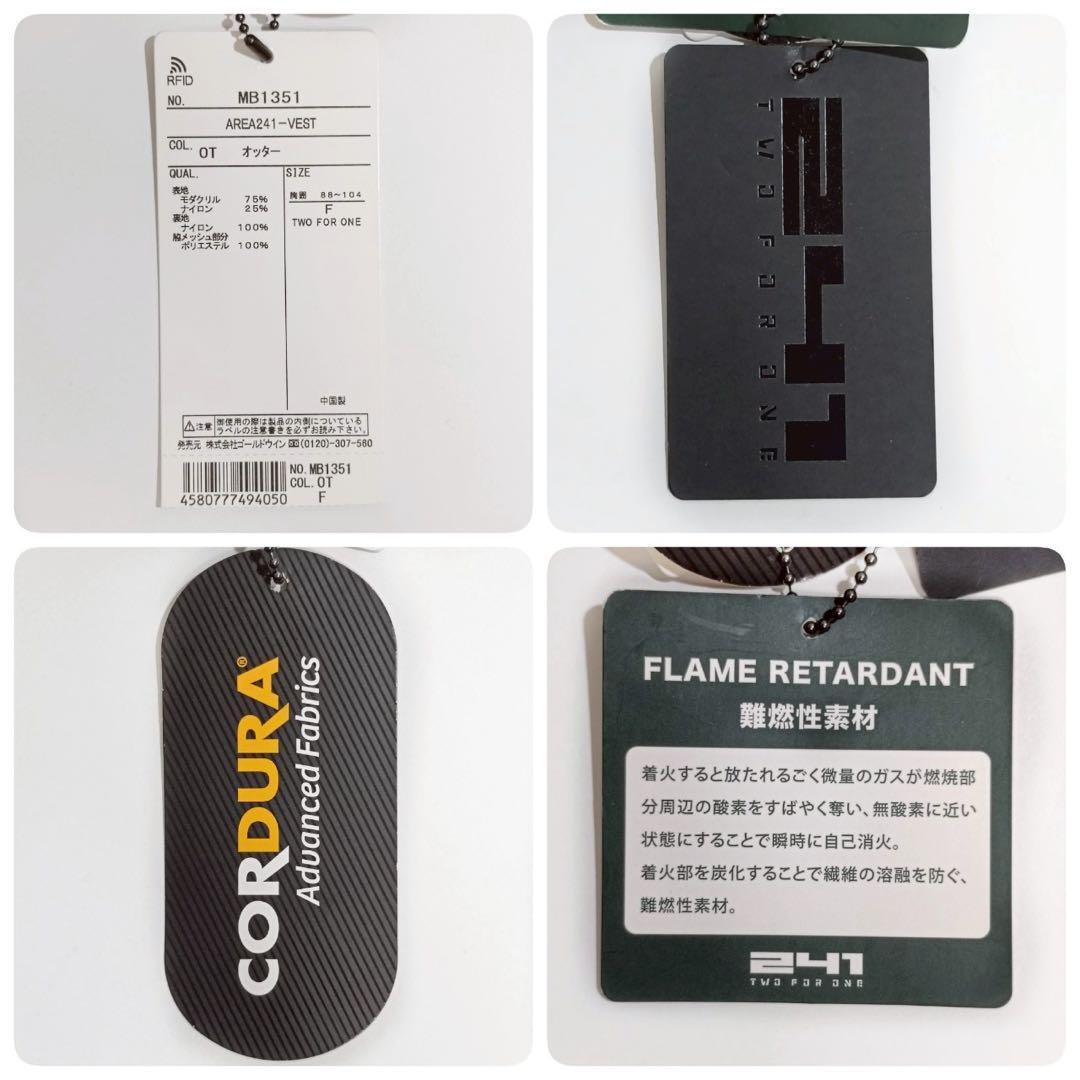 RFID
NO. MB1351
AREA241-VEST
COL. OT オッター
QUAL. SIZE
表地
モダクリル 75%
ナイロン 25%
裏地
ナイロン 100%
脇メッシュ部分
ポリエステル 100%
胸囲 88~104
F
TWO FOR ONE
中国製
注意 御使用の際は製品の内側についている
ラベルの注意書きを必ずお読み下さい。
発売元 株式会社ゴールドウイン (0120)-307-560
4580777494050
NO. MB1351
COL. OT
F
241
TWO FOR ONE
CORDURA®
Advanced Fabrics
FLAME RETARDANT
難燃性素材
着火すると放たれるごく微量のガスが燃焼部
分周辺の酸素をすばやく奪い、無酸素に近い
状態にすることで瞬時に自己消火。
着火部を炭化することで繊維の溶融を防ぐ、
難燃性素材。
241
TWO FOR ONE